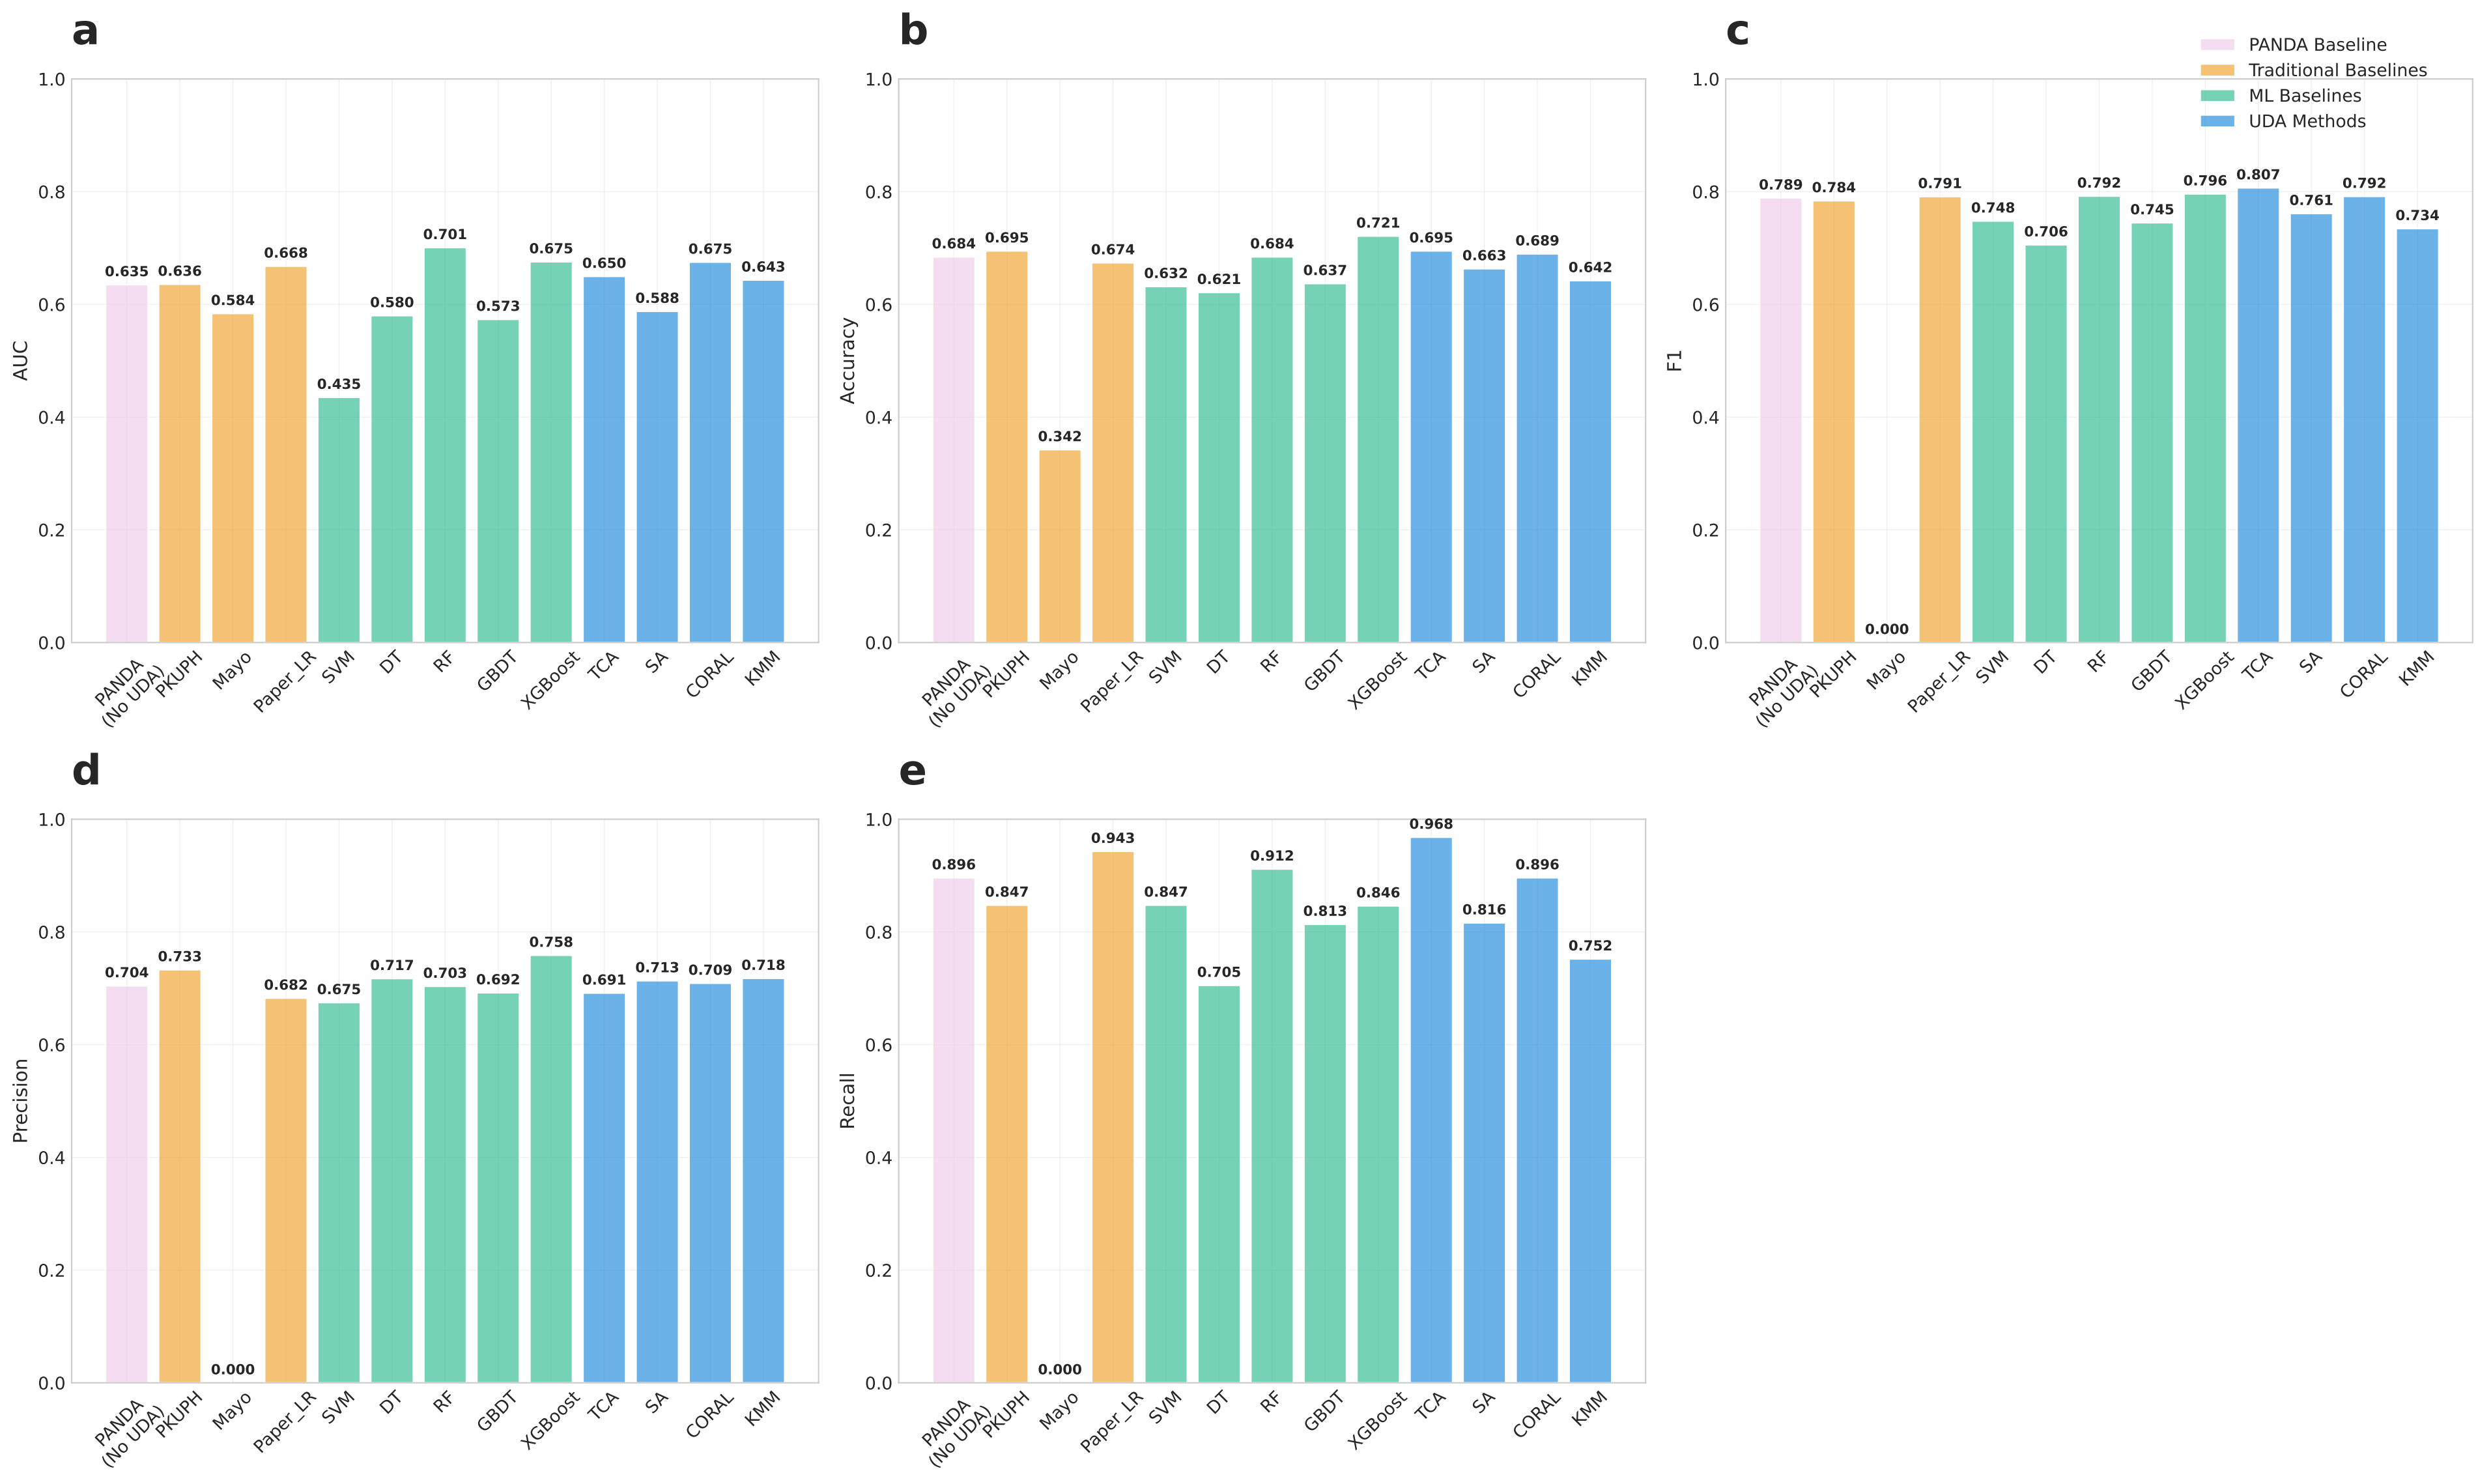 a
1.0
0.8
0.6
0.4
0.2
0.0
AUC
0.635
0.636
0.584
0.668
0.435
0.580
0.701
0.573
0.675
0.650
0.588
0.675
0.643
PANDA
(No UDA)
PKUPH
Mayo
Paper_LR
SVM
DT
RF
GBDT
XGBoost
TCA
SA
CORAL
KMM
b
1.0
0.8
0.6
0.4
0.2
0.0
Accuracy
0.684
0.695
0.342
0.674
0.632
0.621
0.684
0.637
0.721
0.695
0.663
0.689
0.642
PANDA
(No UDA)
PKUPH
Mayo
Paper_LR
SVM
DT
RF
GBDT
XGBoost
TCA
SA
CORAL
KMM
c
PANDA Baseline
Traditional Baselines
ML Baselines
UDA Methods
1.0
0.8
0.6
0.4
0.2
0.0
F1
0.789
0.784
0.000
0.791
0.748
0.706
0.792
0.745
0.796
0.807
0.761
0.792
0.734
PANDA
(No UDA)
PKUPH
Mayo
Paper_LR
SVM
DT
RF
GBDT
XGBoost
TCA
SA
CORAL
KMM
d
1.0
0.8
0.6
0.4
0.2
0.0
Precision
0.704
0.733
0.000
0.682
0.675
0.717
0.703
0.692
0.758
0.691
0.713
0.709
0.718
PANDA
(No UDA)
PKUPH
Mayo
Paper_LR
SVM
DT
RF
GBDT
XGBoost
TCA
SA
CORAL
KMM
e
1.0
0.8
0.6
0.4
0.2
0.0
Recall
0.896
0.847
0.000
0.943
0.847
0.705
0.912
0.813
0.846
0.968
0.816
0.896
0.752
PANDA
(No UDA)
PKUPH
Mayo
Paper_LR
SVM
DT
RF
GBDT
XGBoost
TCA
SA
CORAL
KMM